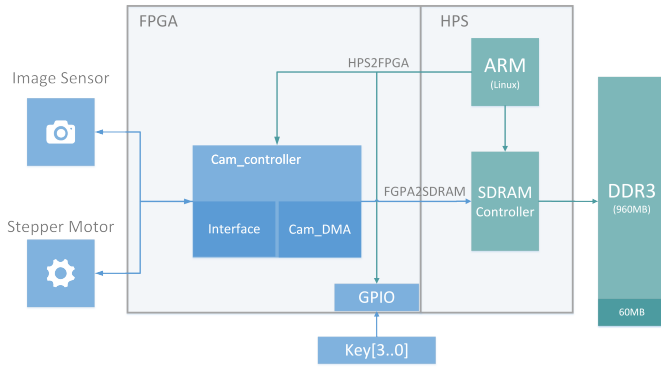 FPGA
HPS
HPS2FPGA
ARM
(Linux)
Image Sensor
Cam_controller
Interface
Cam_DMA
FGPA2SDRAM
SDRAM
Controller
DDR3
(960MB)
60MB
Stepper Motor
GPIO
Key[3..0]